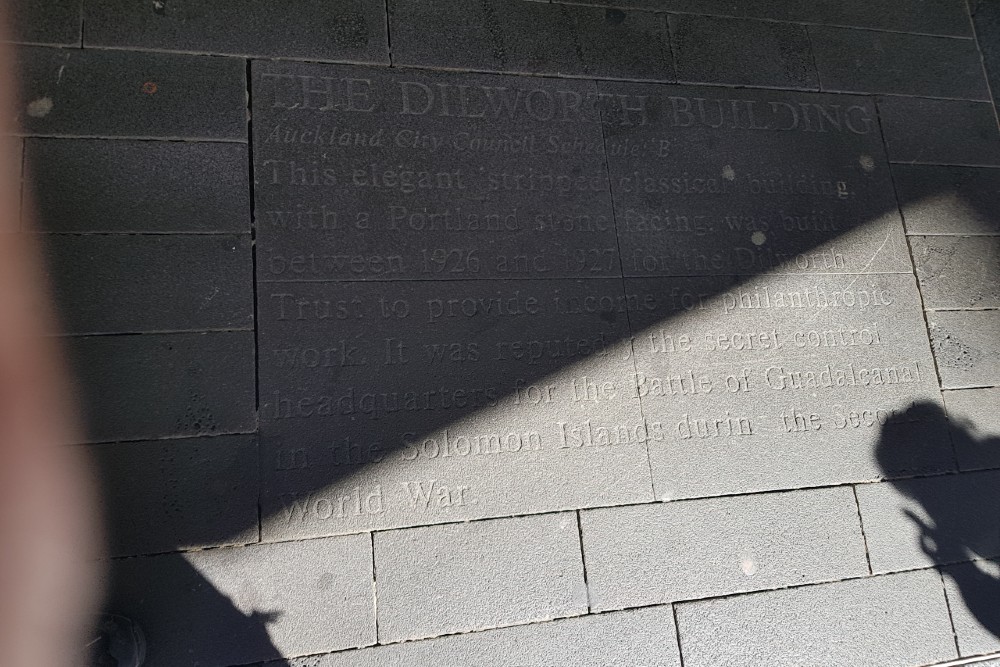 THE DILWORTH BUILDING
Auckland City Council Schedule: B
This elegant 'stripped classical' building,
with a Portland stone facing, was built
between 1926 and 1927 for the Dilworth
Trust to provide income for philanthropic
work. It was reputedly the secret control
headquarters for the Battle of Guadalcanal
in the Solomon Islands during the Second
World War.